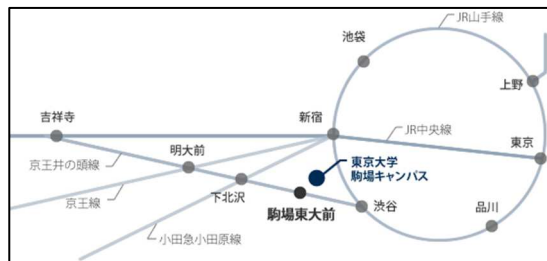 JR山手線
池袋
上野
吉祥寺
新宿
JR中央線
東京
明大前
京王井の頭線
東京大学
駒場キャンパス
下北沢
京王線
駒場東大前
渋谷
品川
小田急小田原線